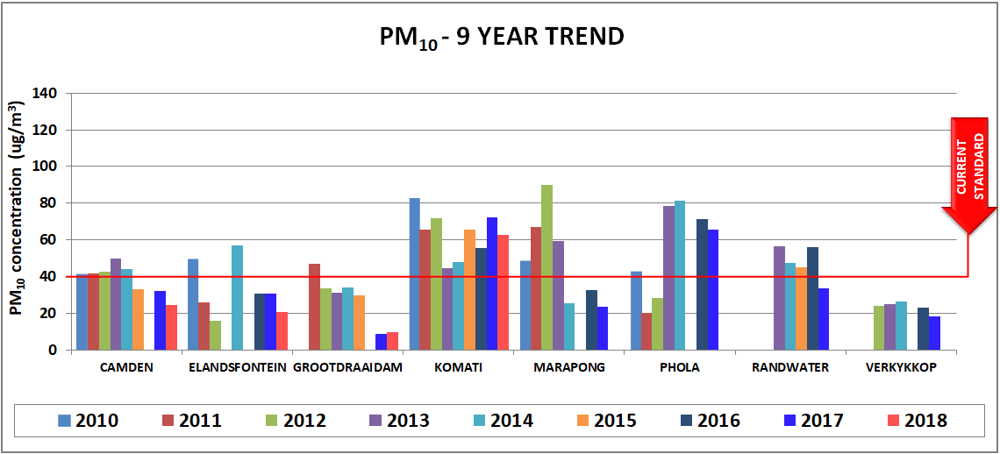 PM10 - 9 YEAR TREND
PM10 concentration (ug/m3)
140
120
100
80
60
40
20
0
CURRENT
STANDARD
CAMDEN ELANDSFONTEIN GROOTDRAAIDAM KOMATI MARAPONG PHOLA RANDWATER VERKYKKOP
2010 2011 2012 2013 2014 2015 2016 2017 2018